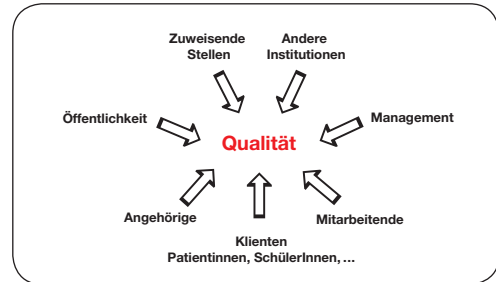 Zuweisende
Stellen
Andere
Institutionen
Öffentlichkeit
Management
Qualität
Angehörige
Mitarbeitende
Klienten
Patientinnen, SchülerInnen, ...